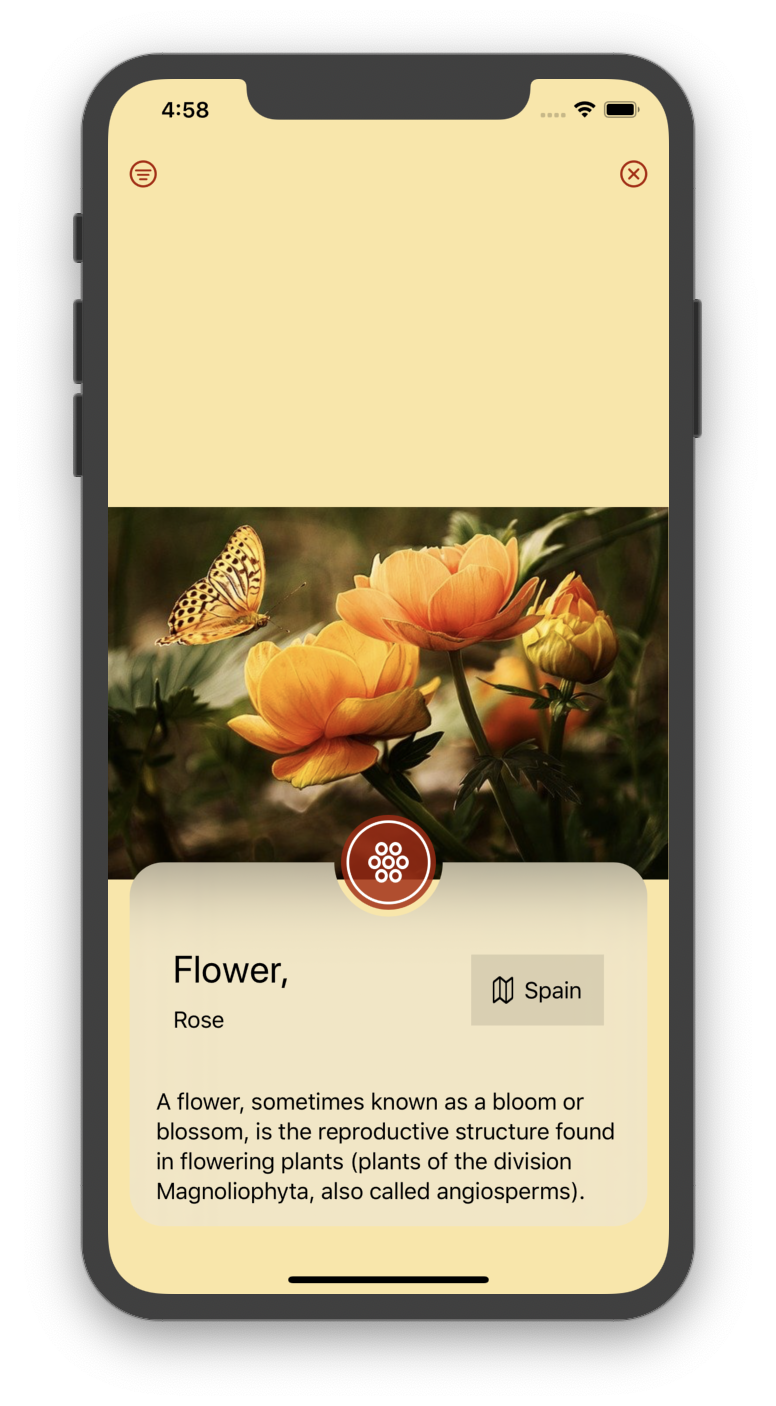 4:58
Flower,
Rose
Spain
A flower, sometimes known as a bloom or
blossom, is the reproductive structure found
in flowering plants (plants of the division
Magnoliophyta, also called angiosperms).